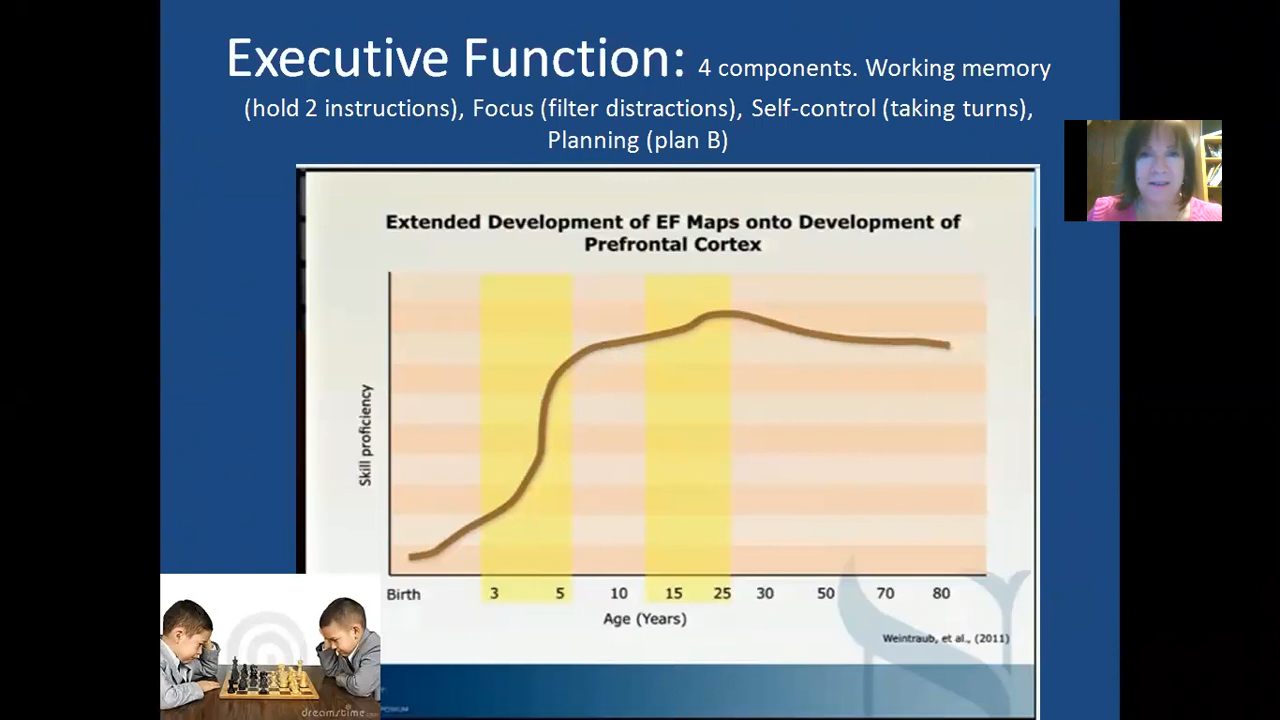 Executive Function: 4 components. Working memory
(hold 2 instructions), Focus (filter distractions), Self-control (taking turns),
Planning (plan B)
Extended Development of EF Maps onto Development of
Prefrontal Cortex
Skill proficiency
Birth 3 5 10 15 25 30 50 70 80
Age (Years)
Weintraub, et al., (2011)
dreamstime